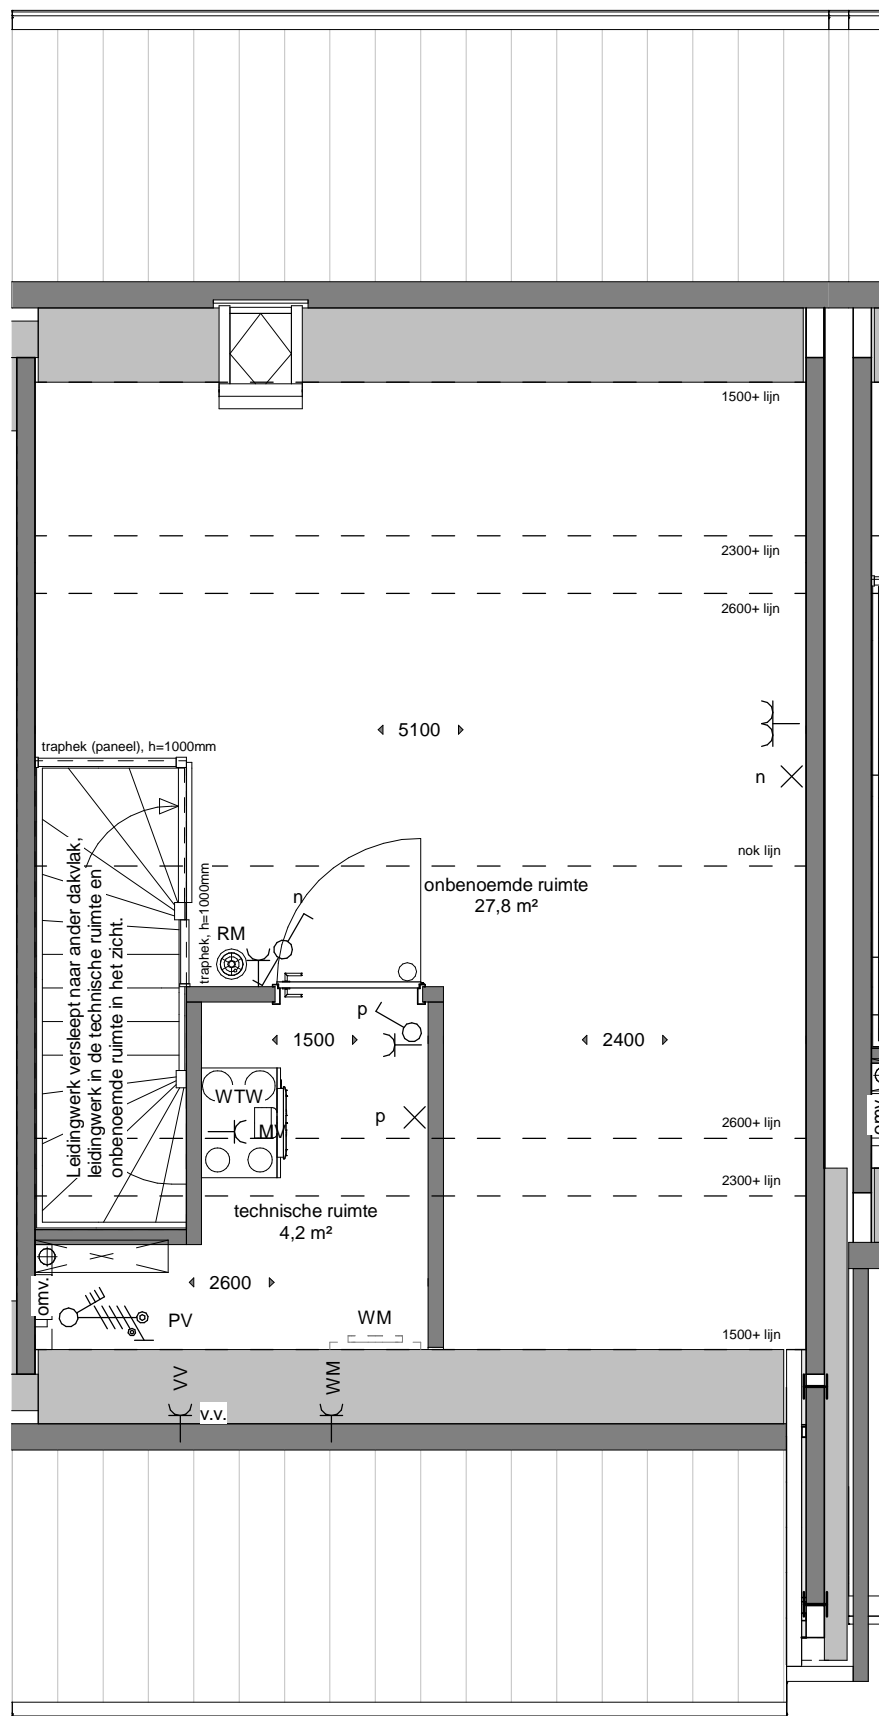 1500+ lijn
2300+ lijn
2600+ lijn
5100
traphek (paneel), h=1000mm
n
nok lijn
onbenoemde ruimte
27,8 m²
n
RM
traphek, h=1000mm
Leidingwerk versleept naar ander dakvlak,
leidingwerk in de technische ruimte en
onbenoemde ruimte in het zicht.
p
1500
2400
WTW
MV
p
2600+ lijn
omv.
2300+ lijn
technische ruimte
4,2 m²
2600
omv.
PV
WM
1500+ lijn
VV
WM
v.v.